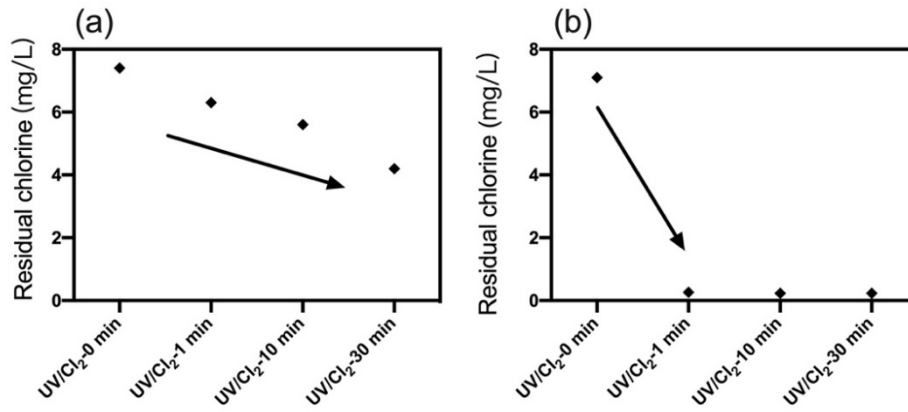 (a)
Residual chlorine (mg/L)
8
6
4
2
0
UV/Cl₂-0 min
UV/Cl₂-1 min
UV/Cl₂-10 min
UV/Cl₂-30 min
(b)
Residual chlorine (mg/L)
8
6
4
2
0
UV/Cl₂-0 min
UV/Cl₂-1 min
UV/Cl₂-10 min
UV/Cl₂-30 min